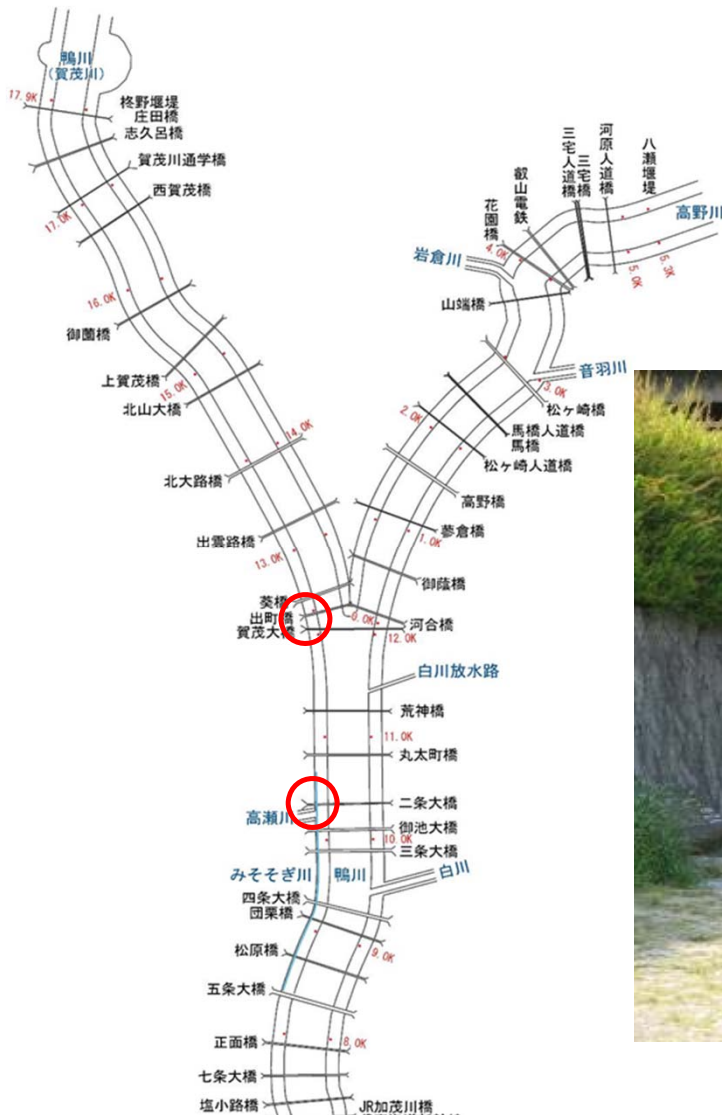 鴨川
（賀茂川）
17.9K
柊野堰堤
庄田橋
志久呂橋
賀茂川通学橋
17.0K
西賀茂橋
16.0K
御薗橋
上賀茂橋
15.0K
北山大橋
14.0K
北大路橋
出雲路橋
13.0K
葵橋
出町橋
賀茂大橋
八瀬堰堤
河原人道橋
三宅橋
三宅人道橋
叡山電鉄
花園橋
高野川
4.0K
5.0K
5.3K
岩倉川
山端橋
音羽川
3.0K
松ヶ崎橋
2.0K
馬橋人道橋
馬橋
松ヶ崎人道橋
高野橋
夢倉橋
1.0K
御蔭橋
0.0K
河合橋
12.0K
白川放水路
荒神橋
11.0K
丸太町橋
二条大橋
高瀬川
御池大橋
10.0K
三条大橋
みそそぎ川
鴨川
白川
四条大橋
団栗橋
9.0K
松原橋
五条大橋
正面橋
8.0K
七条大橋
塩小路橋
JR加茂川橋